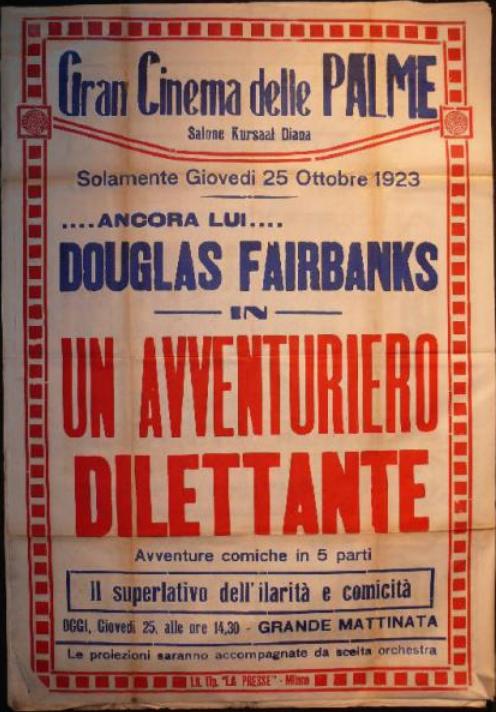 Gran Cinema delle PALME
Salone Kursaal Diana
Solamente Giovedì 25 Ottobre 1923
....ANCORA LUI....
DOUGLAS FAIRBANKS
IN
UN AVVENTURIERO
DILETTANTE
Avventure comiche in 5 parti
Il superlativo dell'ilarità e comicità
OGGI, Giovedì 25, alle ore 14,30 - GRANDE MATTINATA
Le proiezioni saranno accompagnate da scelta orchestra
Tip. "LA PRESSE" - Milano